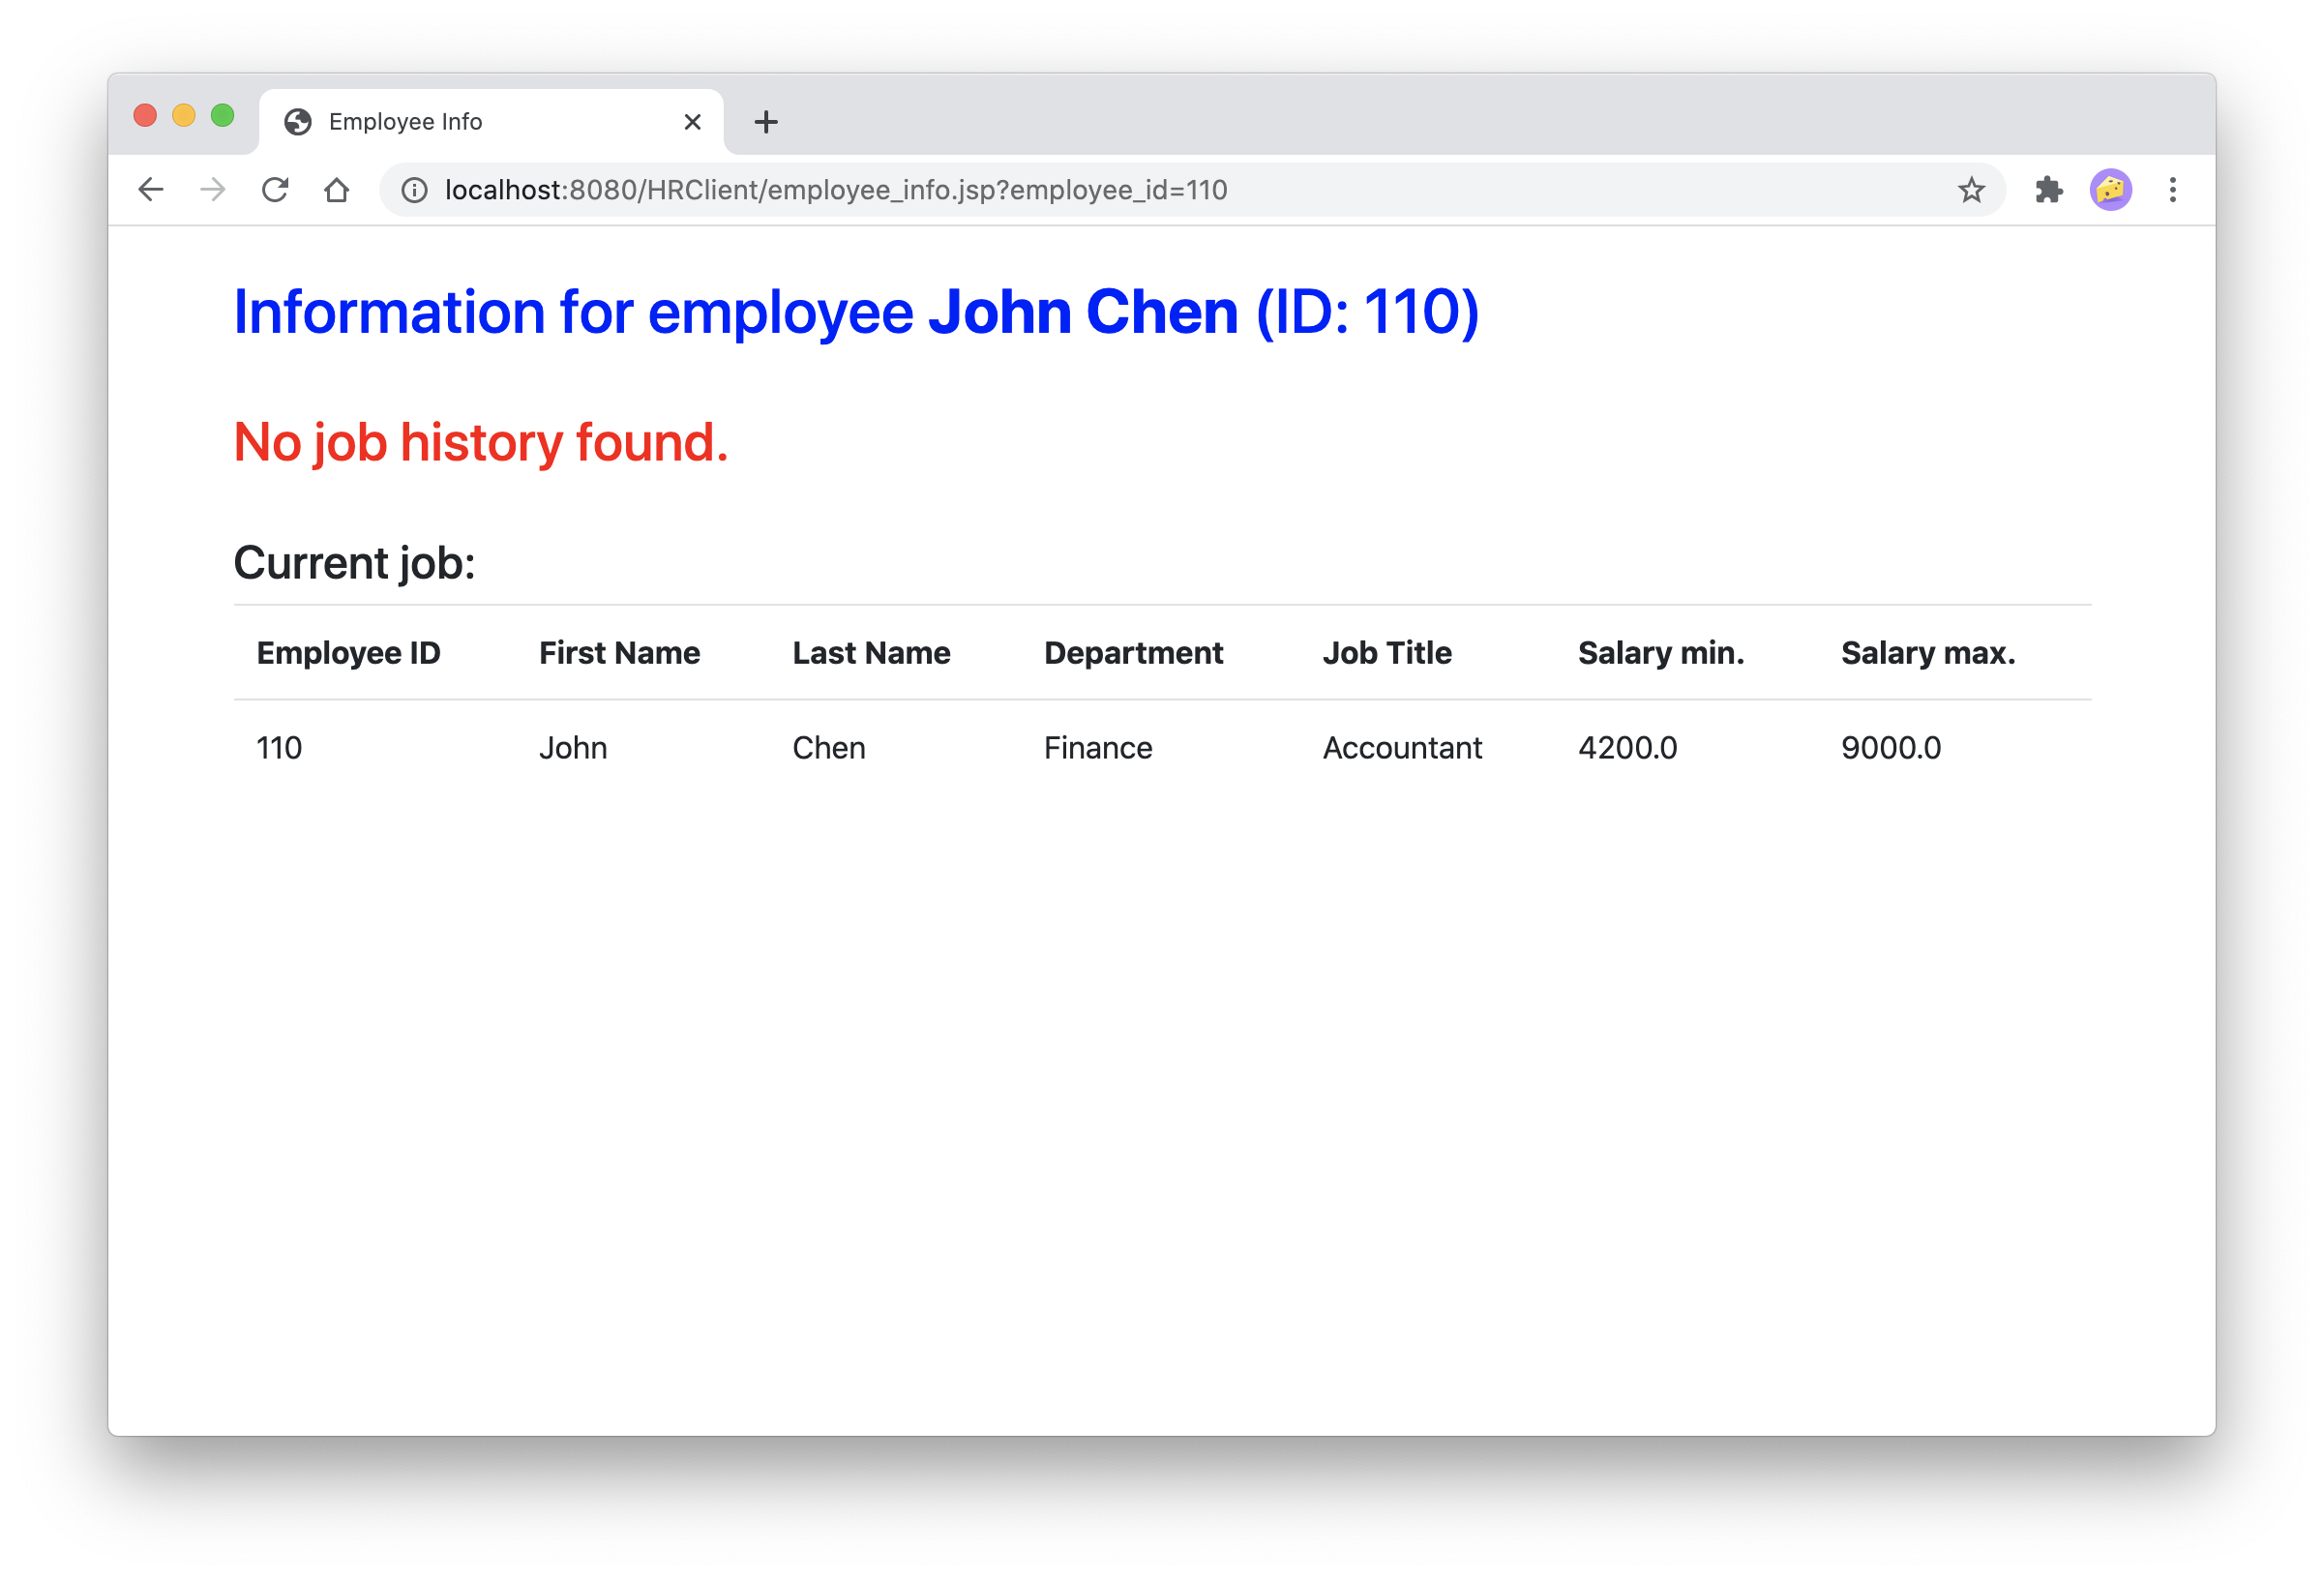 Employee Info
localhost:8080/HRClient/employee_info.jsp?employee_id=110
Information for employee John Chen (ID: 110)
No job history found.
Current job:
Employee ID First Name Last Name Department Job Title Salary min. Salary max.
110 John Chen Finance Accountant 4200.0 9000.0